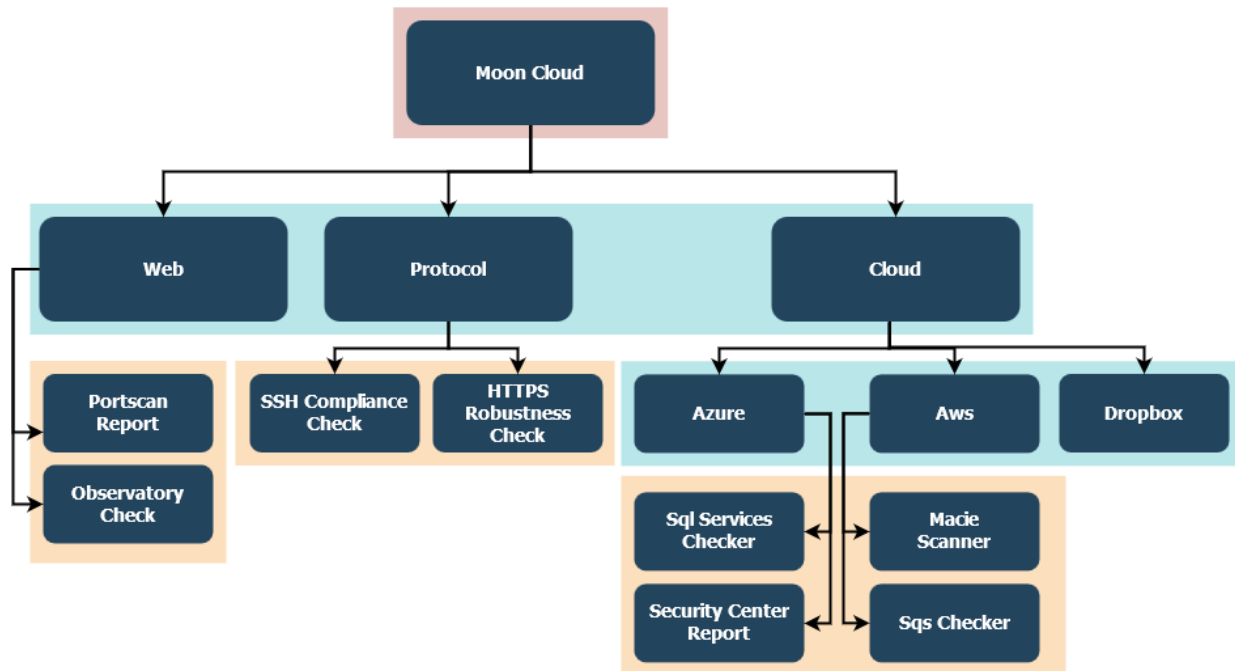 Moon Cloud
Web
Protocol
Cloud
Portscan
Report
SSH Compliance
Check
HTTPS
Robustness
Check
Azure
Aws
Dropbox
Observatory
Check
Sql Services
Checker
Macie
Scanner
Security Center
Report
Sqs Checker